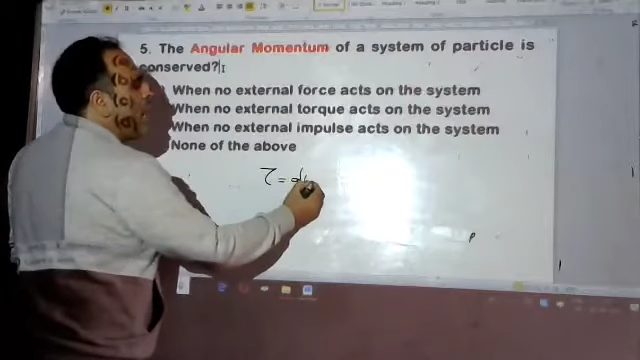 5. The Angular Momentum of a system of particle is
conserved?
When no external force acts on the system
When no external torque acts on the system
When no external impulse acts on the system
None of the above
τ = d